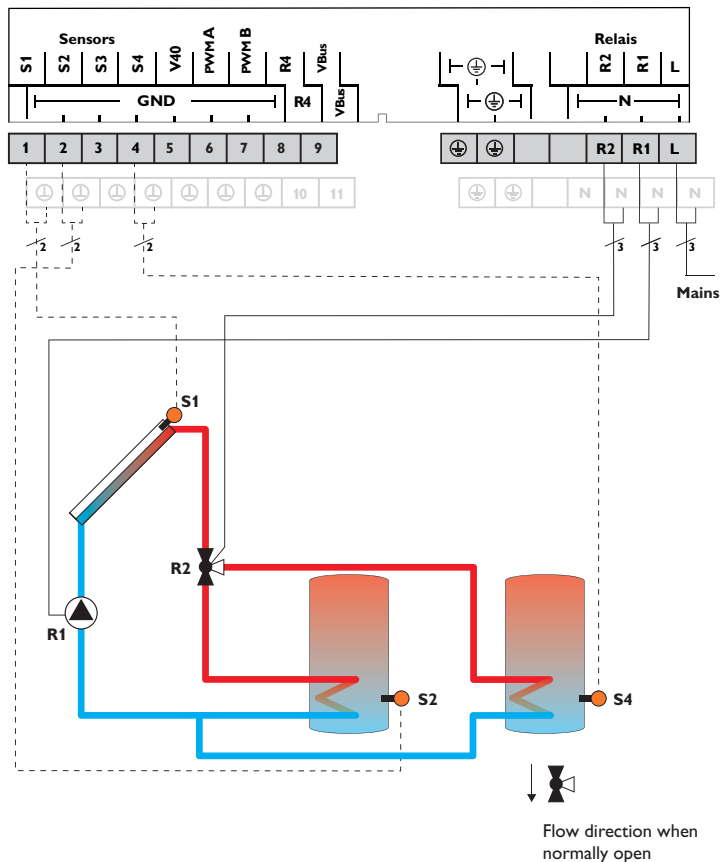 Sensors
Relais
S1 S2 S3 S4 V40 PWM A PWM B R4 VBus
R2 R1 L
GND R4 VBus
N
1 2 3 4 5 6 7 8 9
R2 R1 L
10 11
N N N N
2 2 2
3 3 3
Mains
S1
R2
R1
S2
S4
Flow direction when
normally open